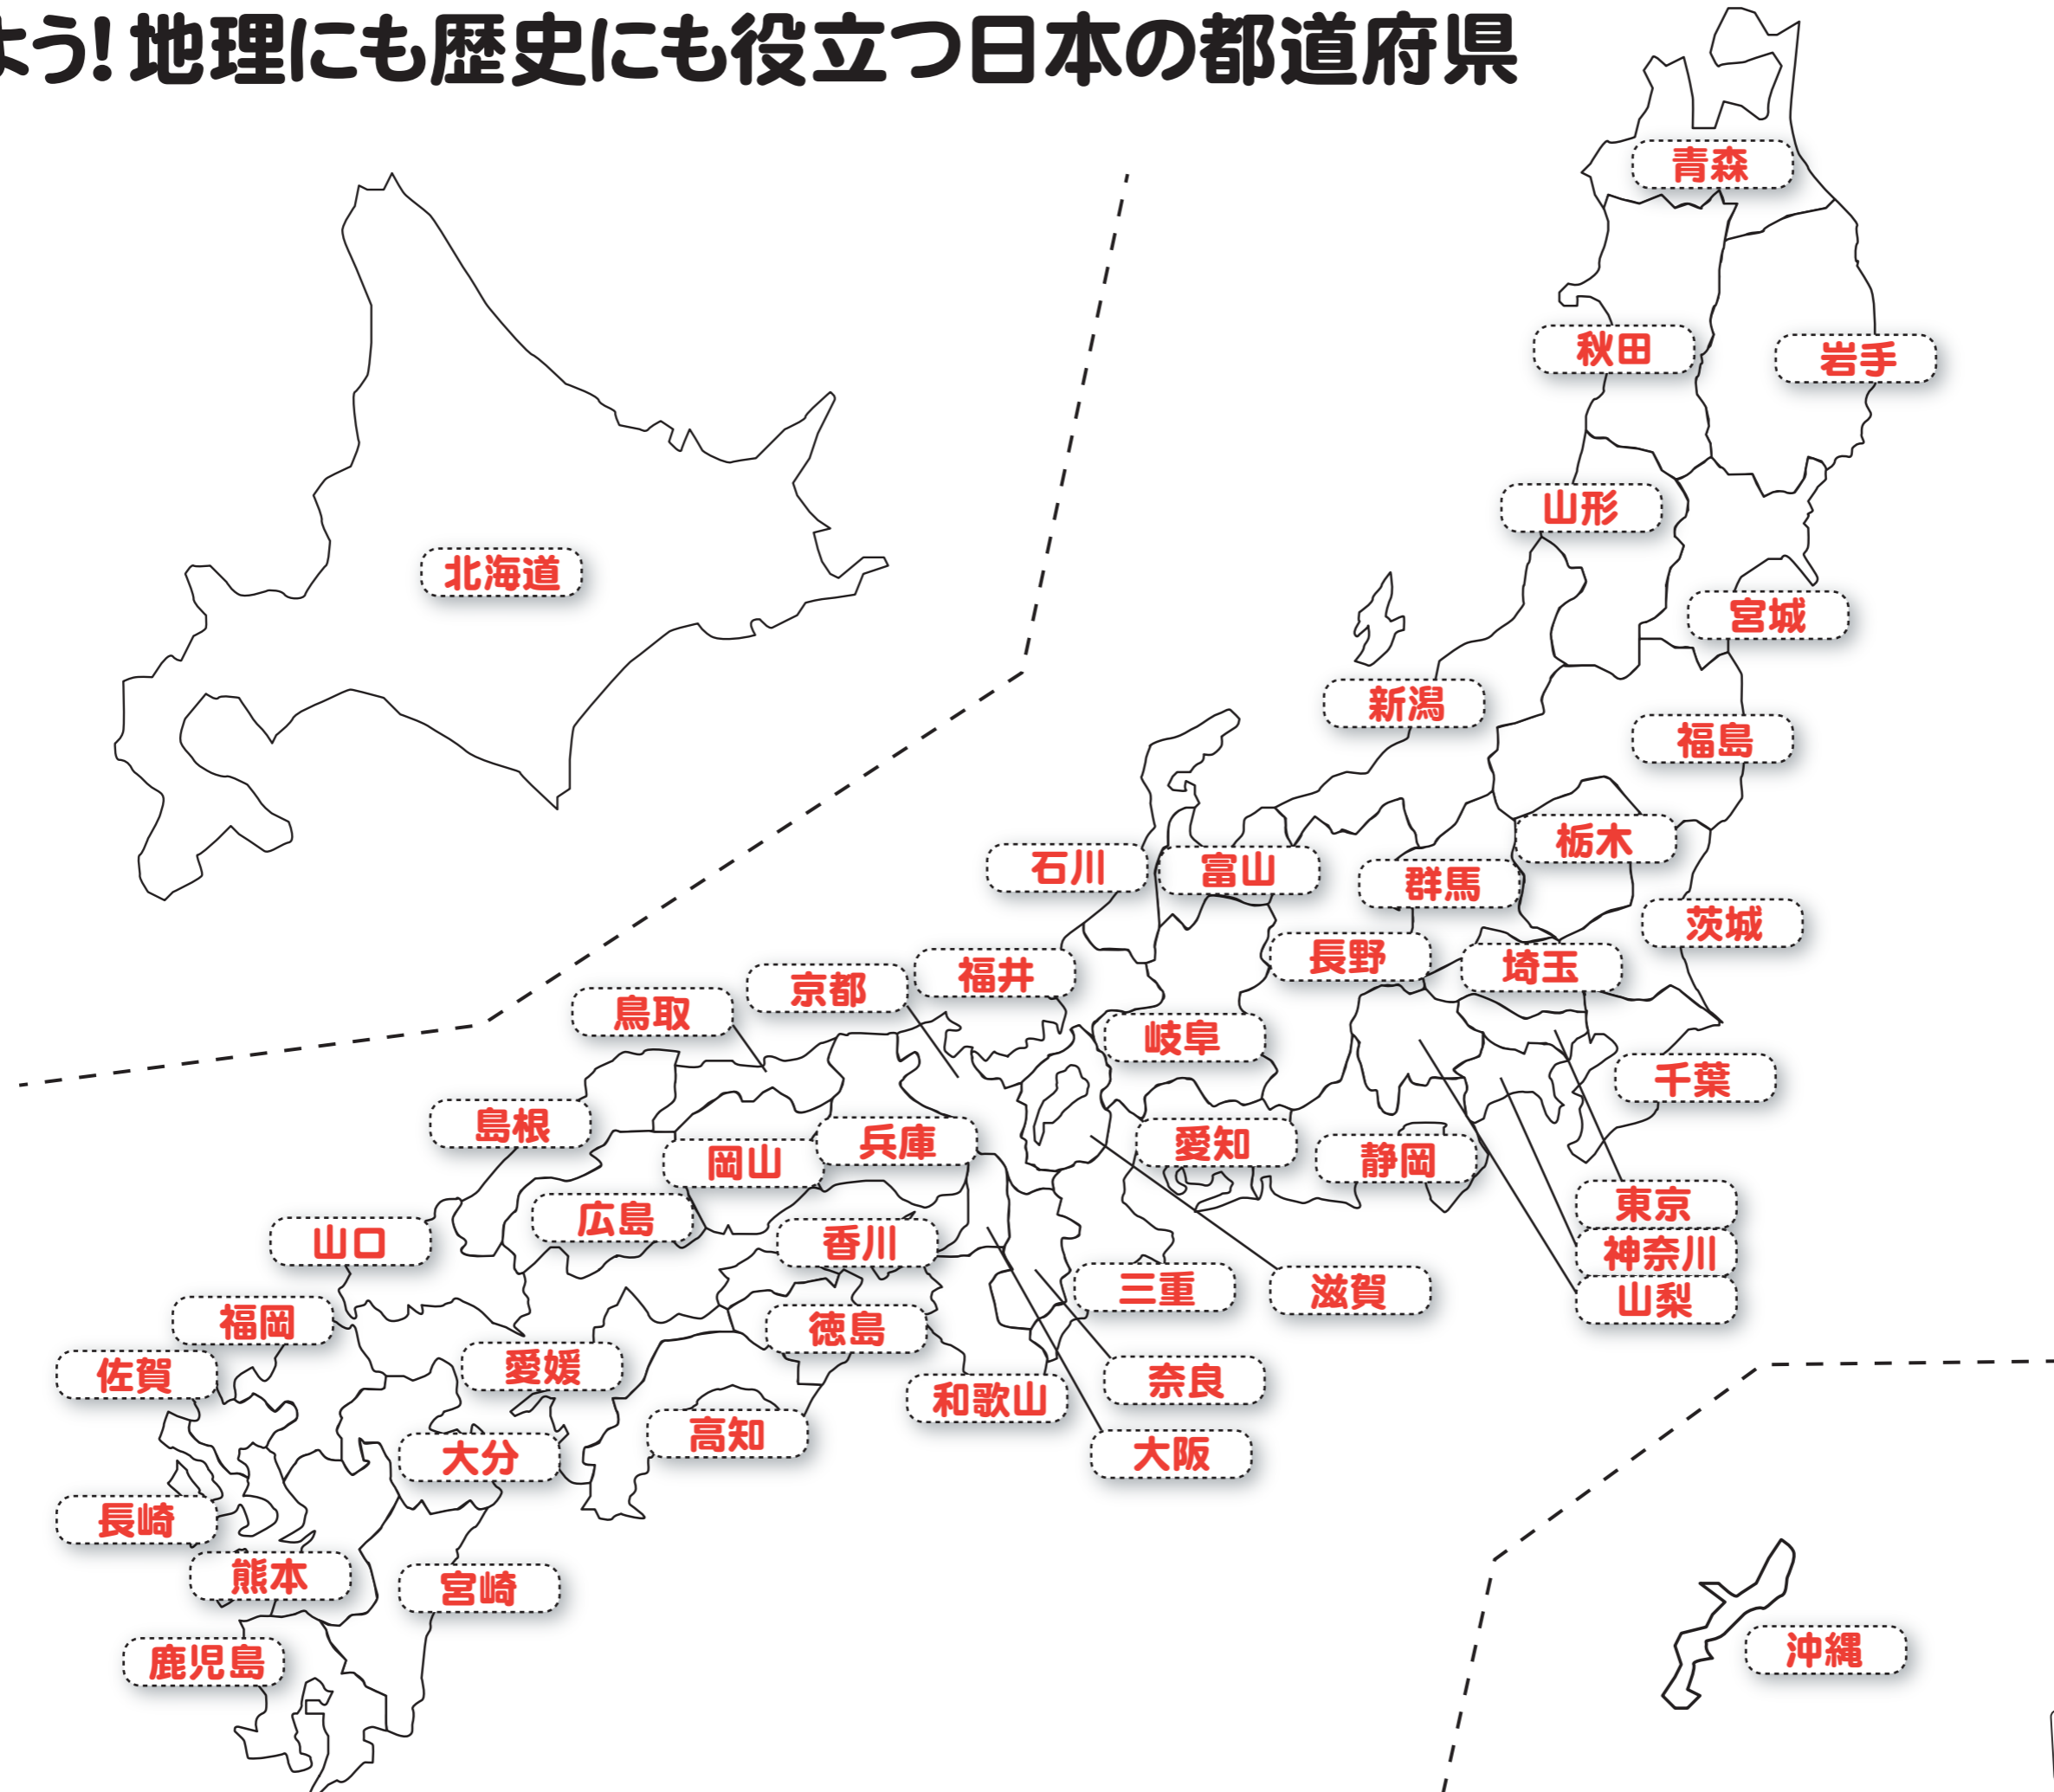 よう!地理にも歴史にも役立つ日本の都道府県
青森
秋田
岩手
山形
北海道
宮城
新潟
福島
栃木
石川
富山
群馬
茨城
長野
埼玉
福井
京都
鳥取
岐阜
千葉
島根
岡山
兵庫
愛知
静岡
東京
広島
山口
香川
神奈川
三重
滋賀
山梨
福岡
徳島
佐賀
愛媛
和歌山
奈良
高知
大分
大阪
長崎
熊本
宮崎
鹿児島
沖縄